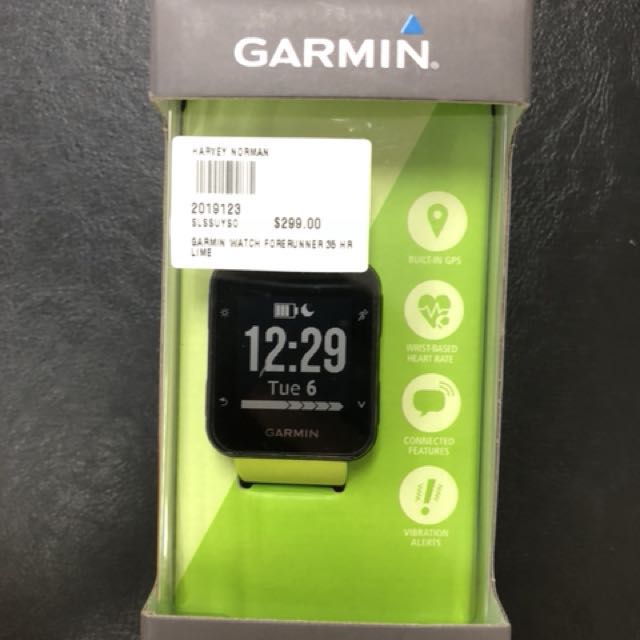 GARMIN
HARVEY NORMAN
2019123
SLSSUYSO $299.00
GARMIN WATCH FORERUNNER 35 HR
LIME
BUILT-IN GPS
WRIST-BASED
HEART RATE
12:29
Tue 6
GARMIN
CONNECTED
FEATURES
VIBRATION
ALERTS